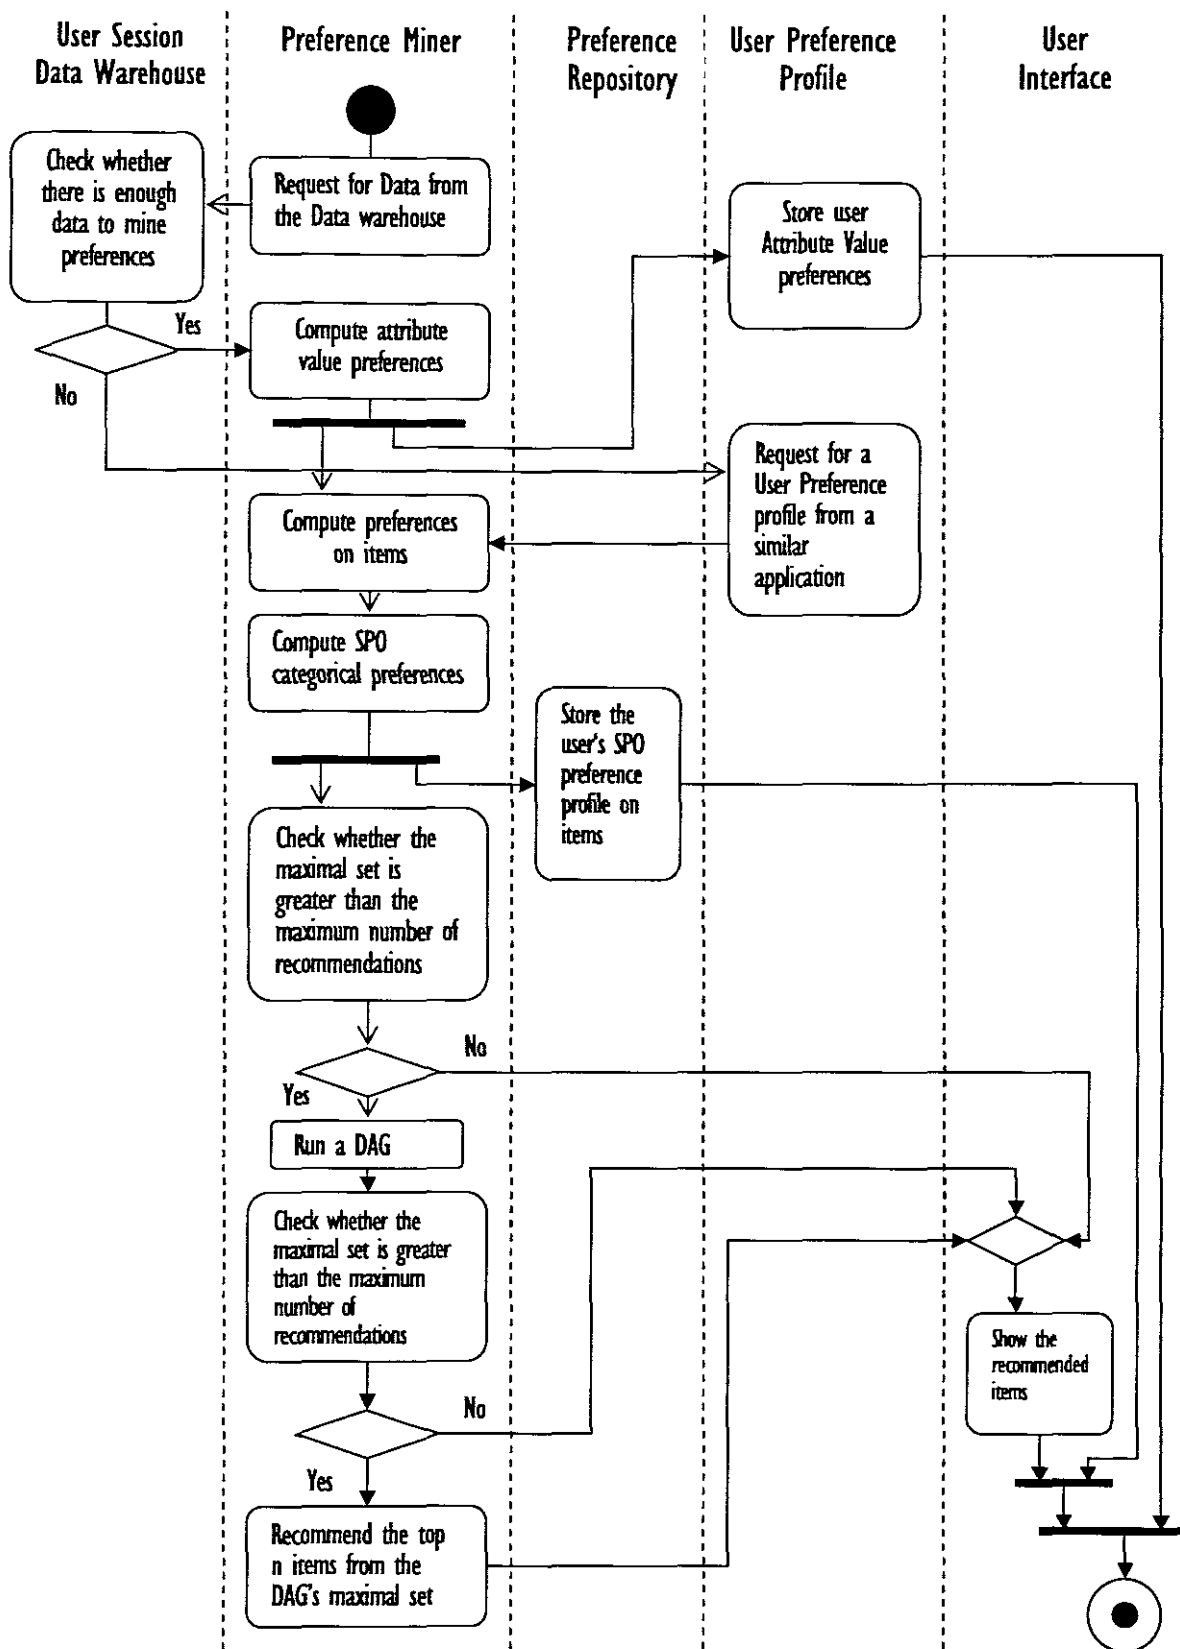 User Session
Data Warehouse
Preference Miner
Preference
Repository
User Preference
Profile
User
Interface
Check whether
there is enough
data to mine
preferences
Request for Data from
the Data warehouse
Store user
Attribute Value
preferences
Yes
No
Compute attribute
value preferences
Request for a
User Preference
profile from a
similar
application
Compute preferences
on items
Compute SPO
categorical preferences
Store the
user's SPO
preference
profile on
items
Check whether the
maximal set is
greater than the
maximum number of
recommendations
No
Yes
Run a DAG
Check whether the
maximal set is greater
than the maximum
number of
recommendations
Show the
recommended
items
No
Yes
Recommend the top
n items from the
DAG's maximal set